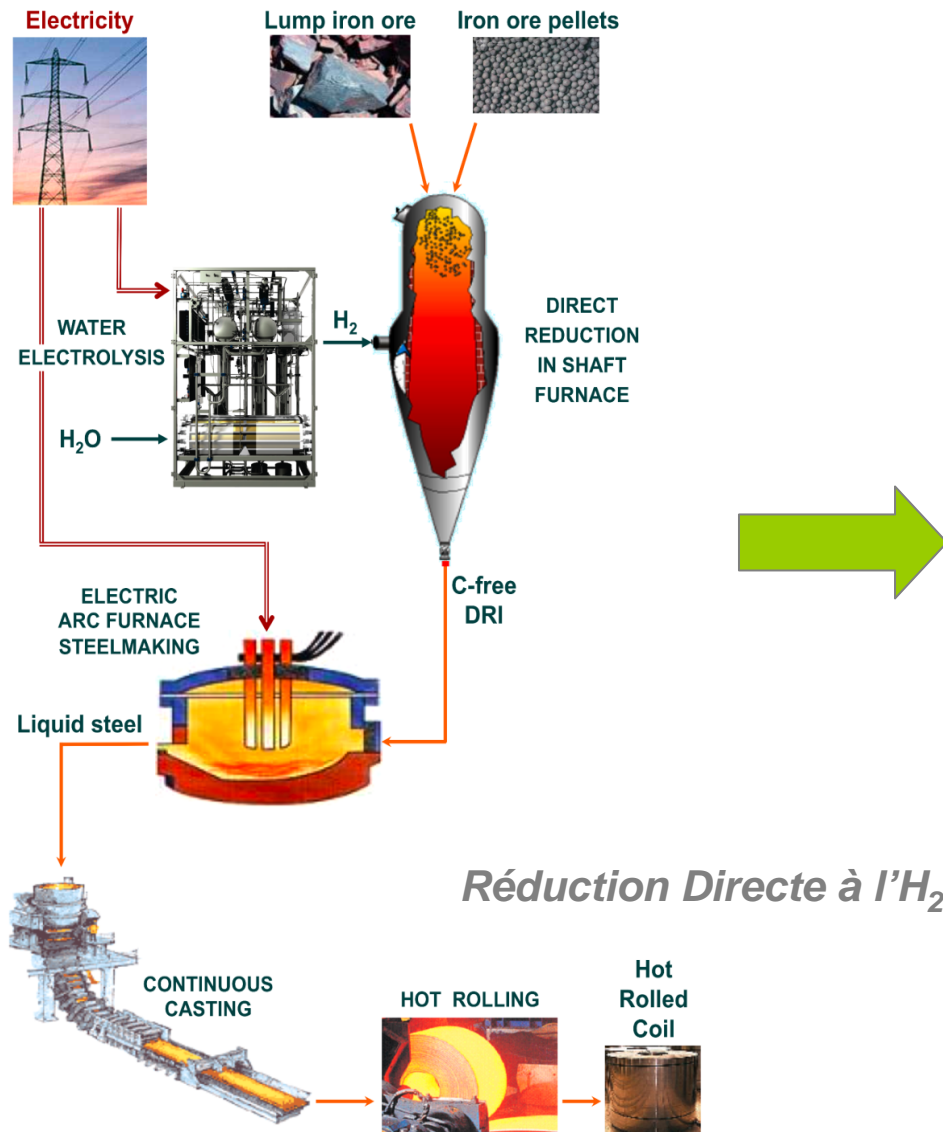 Electricity
Lump iron ore
Iron ore pellets
WATER
ELECTROLYSIS
H₂
H₂O
DIRECT
REDUCTION
IN SHAFT
FURNACE
C-free
DRI
ELECTRIC
ARC FURNACE
STEELMAKING
Liquid steel
Réduction Directe à l’H₂
CONTINUOUS
CASTING
HOT ROLLING
Hot
Rolled
Coil